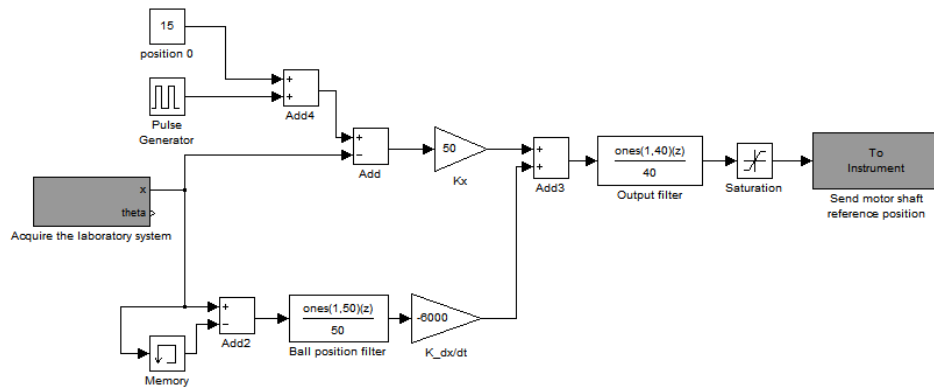 15
position 0
+
+
Add4
Pulse
Generator
+
−
Add
50
Kx
+
+
Add3
ones(1,40)(z)
40
Output filter
Saturation
To
Instrument
Send motor shaft
reference position
x
theta
Acquire the laboratory system
+
−
Add2
Memory
ones(1,50)(z)
50
Ball position filter
-6000
K_dx/dt